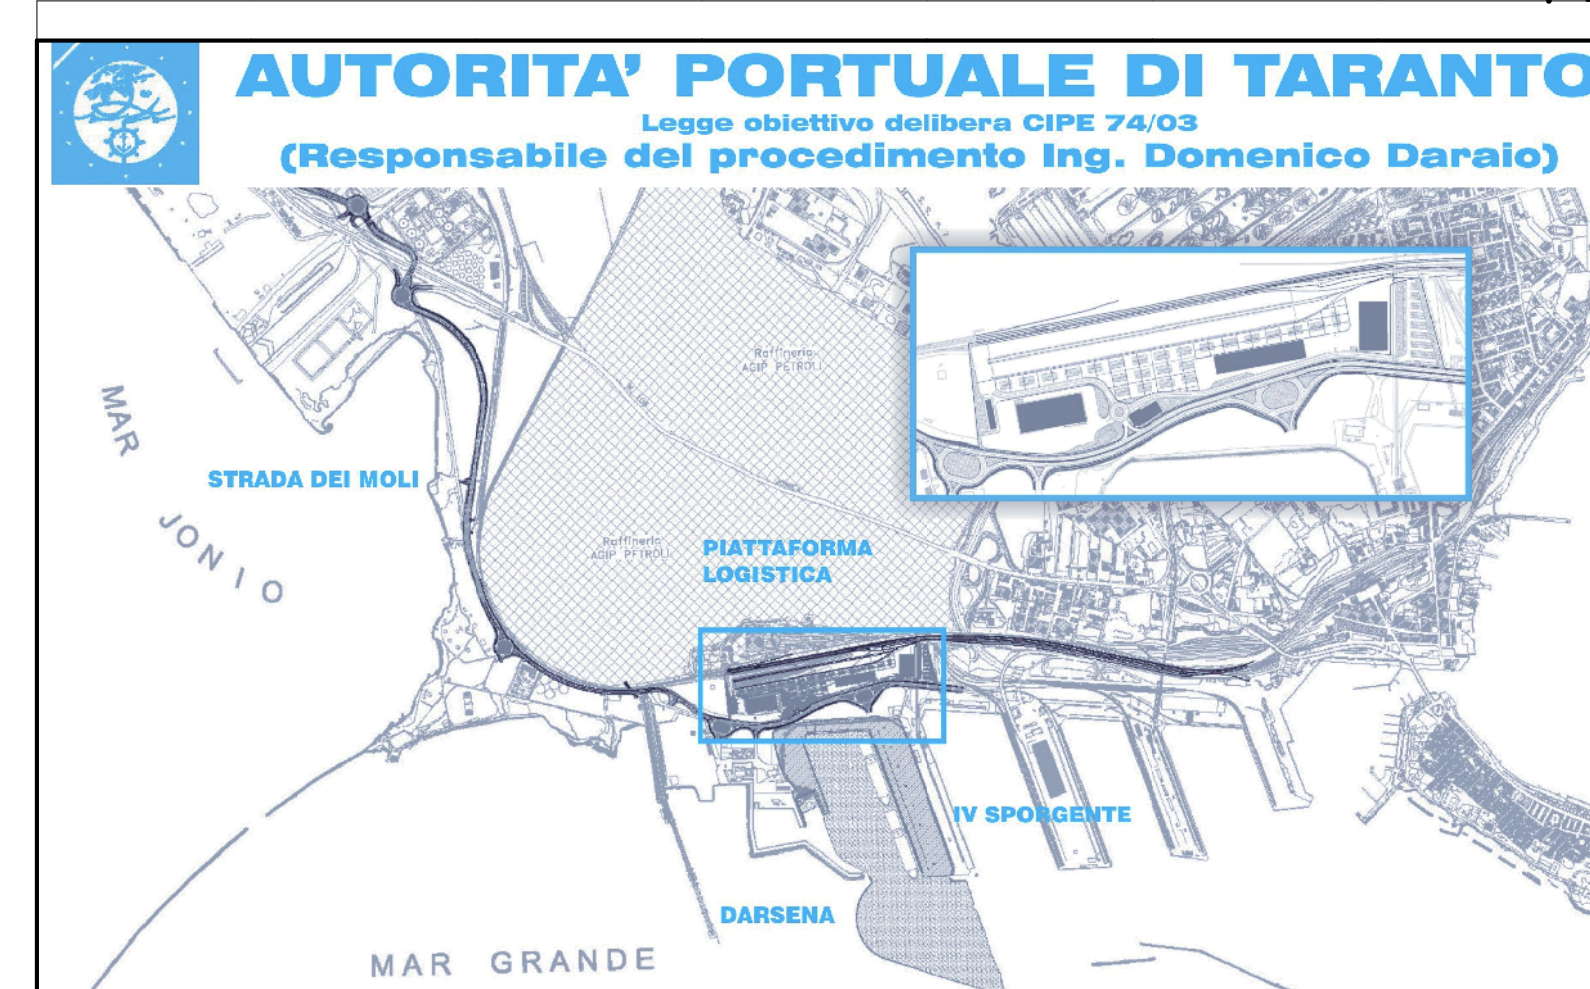 AUTORITA' PORTUALE DI TARANTO
Legge obiettivo delibera CIPE 74/03
(Responsabile del procedimento Ing. Domenico Daraio)
Raffineria
AGIP PETROLI
MAR
JONIO
STRADA DEI MOLI
Raffineria
AGIP PETROLI
PIATTAFORMA
LOGISTICA
IV SPORGENTE
DARSENA
MAR GRANDE